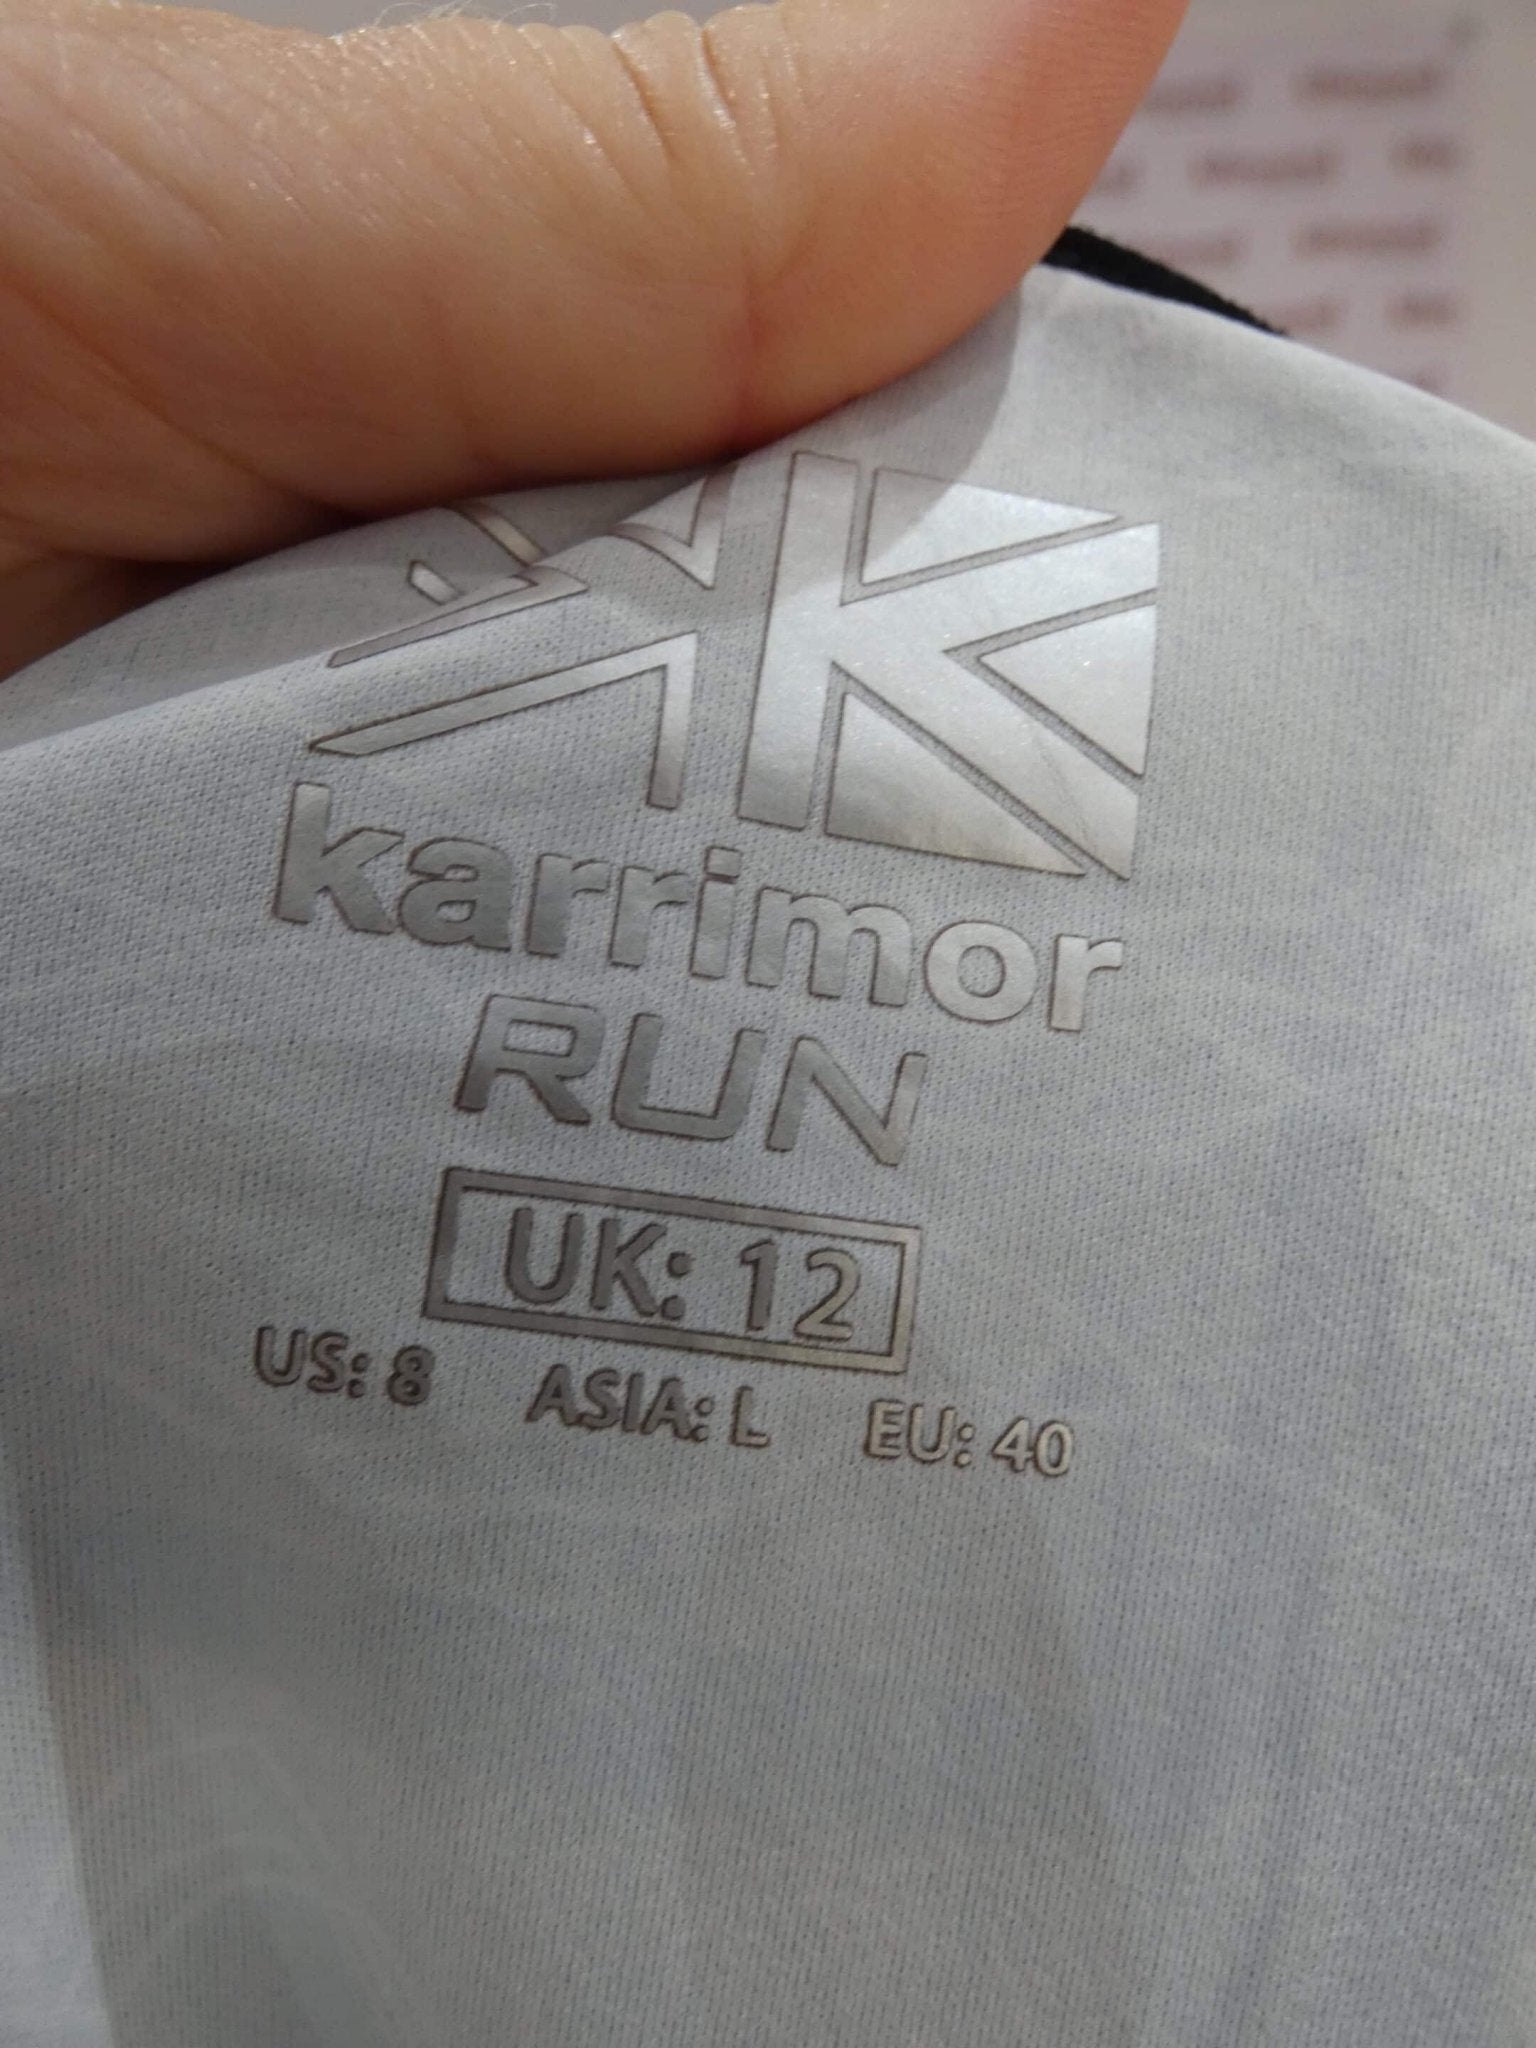 karrimor
RUN
UK: 12
US: 8 ASIA: L EU: 40